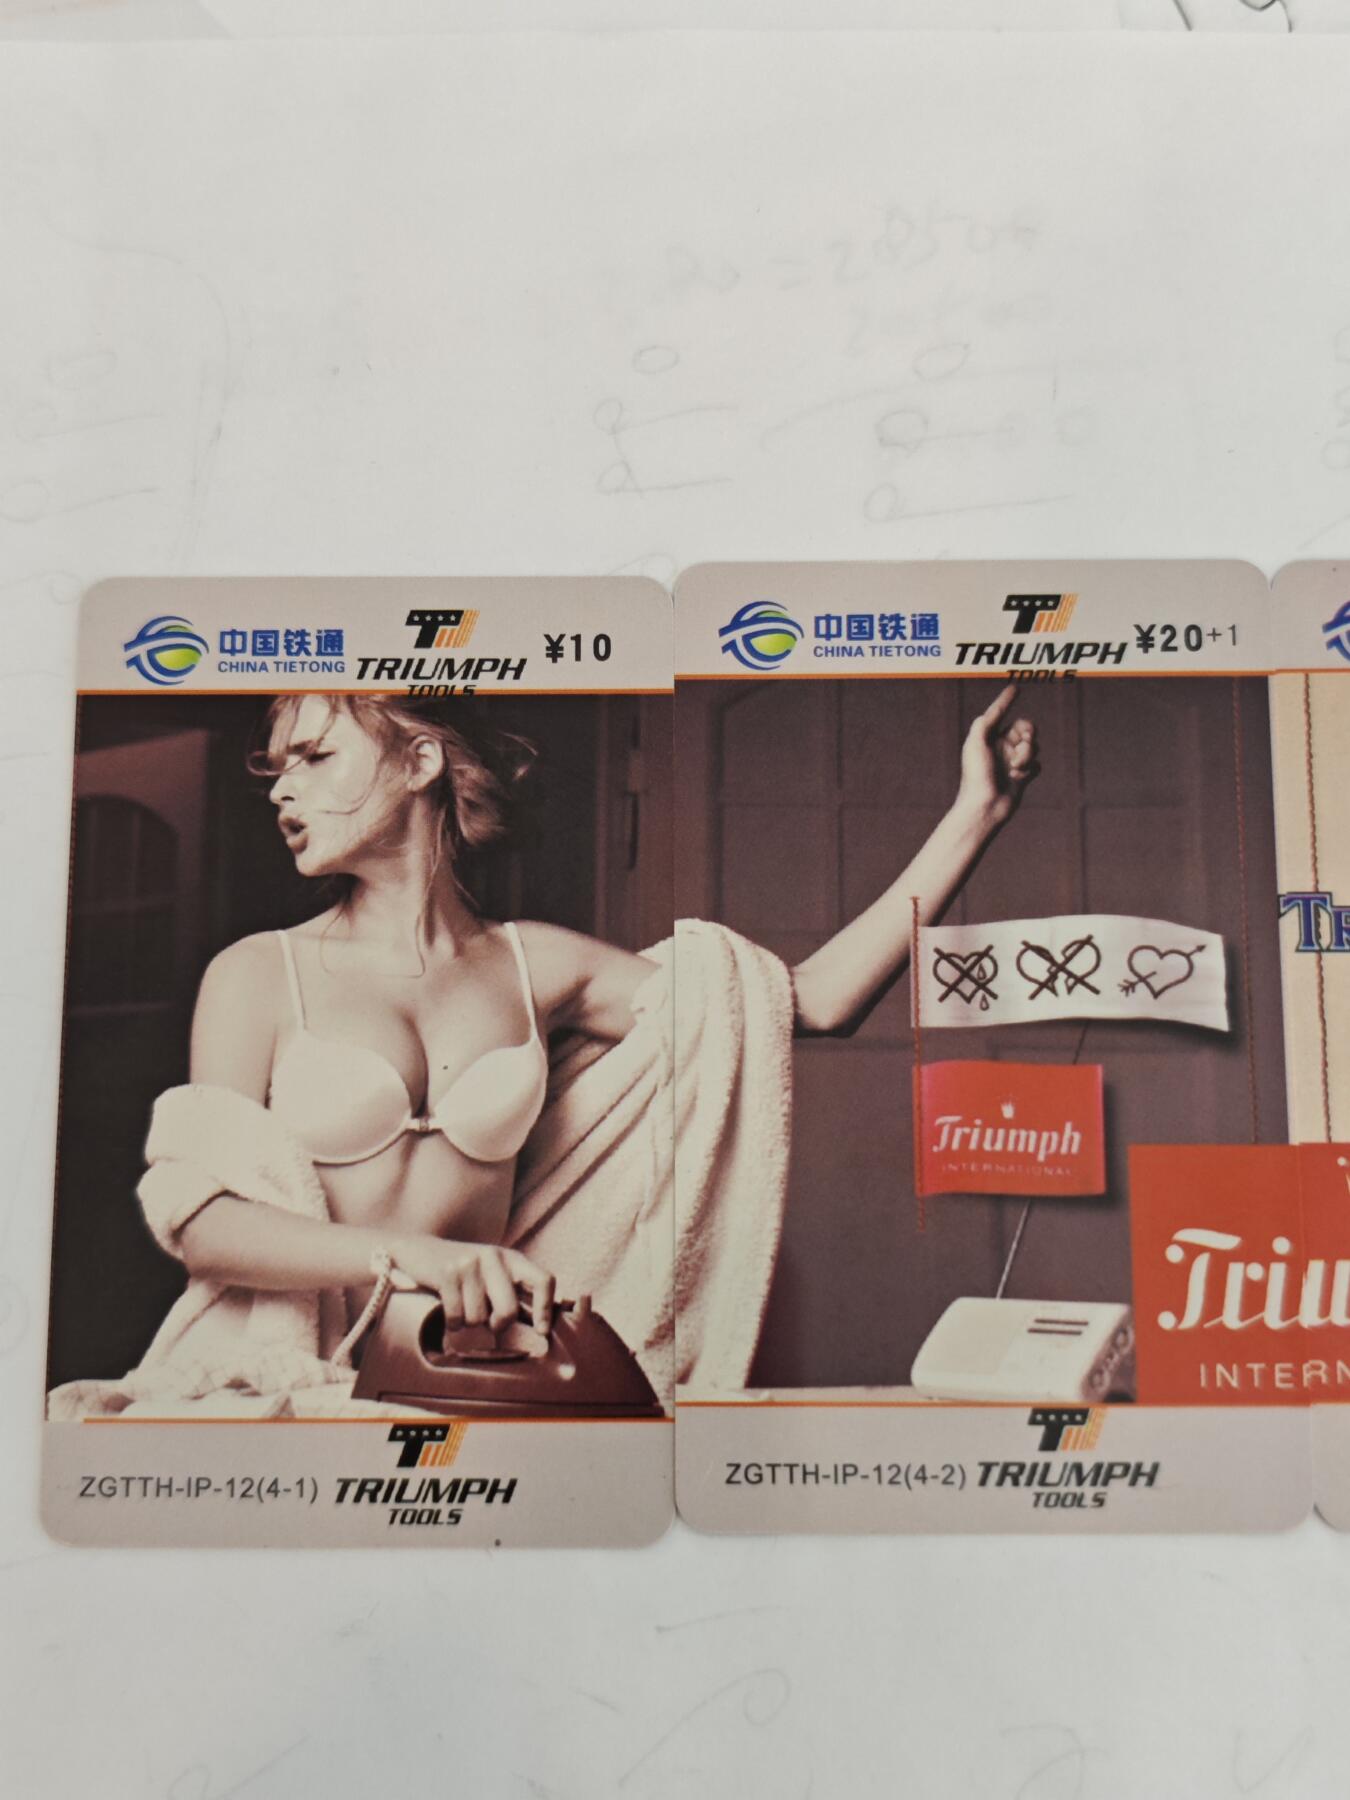 中国铁通
CHINA TIETONG
TRIUMPH
TOOLS
¥10
Triumph
INTERNATIONAL
ZGTTH-IP-12(4-1)
TRIUMPH
TOOLS
中国铁通
CHINA TIETONG
TRIUMPH
TOOLS
¥20+1
ZGTTH-IP-12(4-2)
TRIUMPH
TOOLS